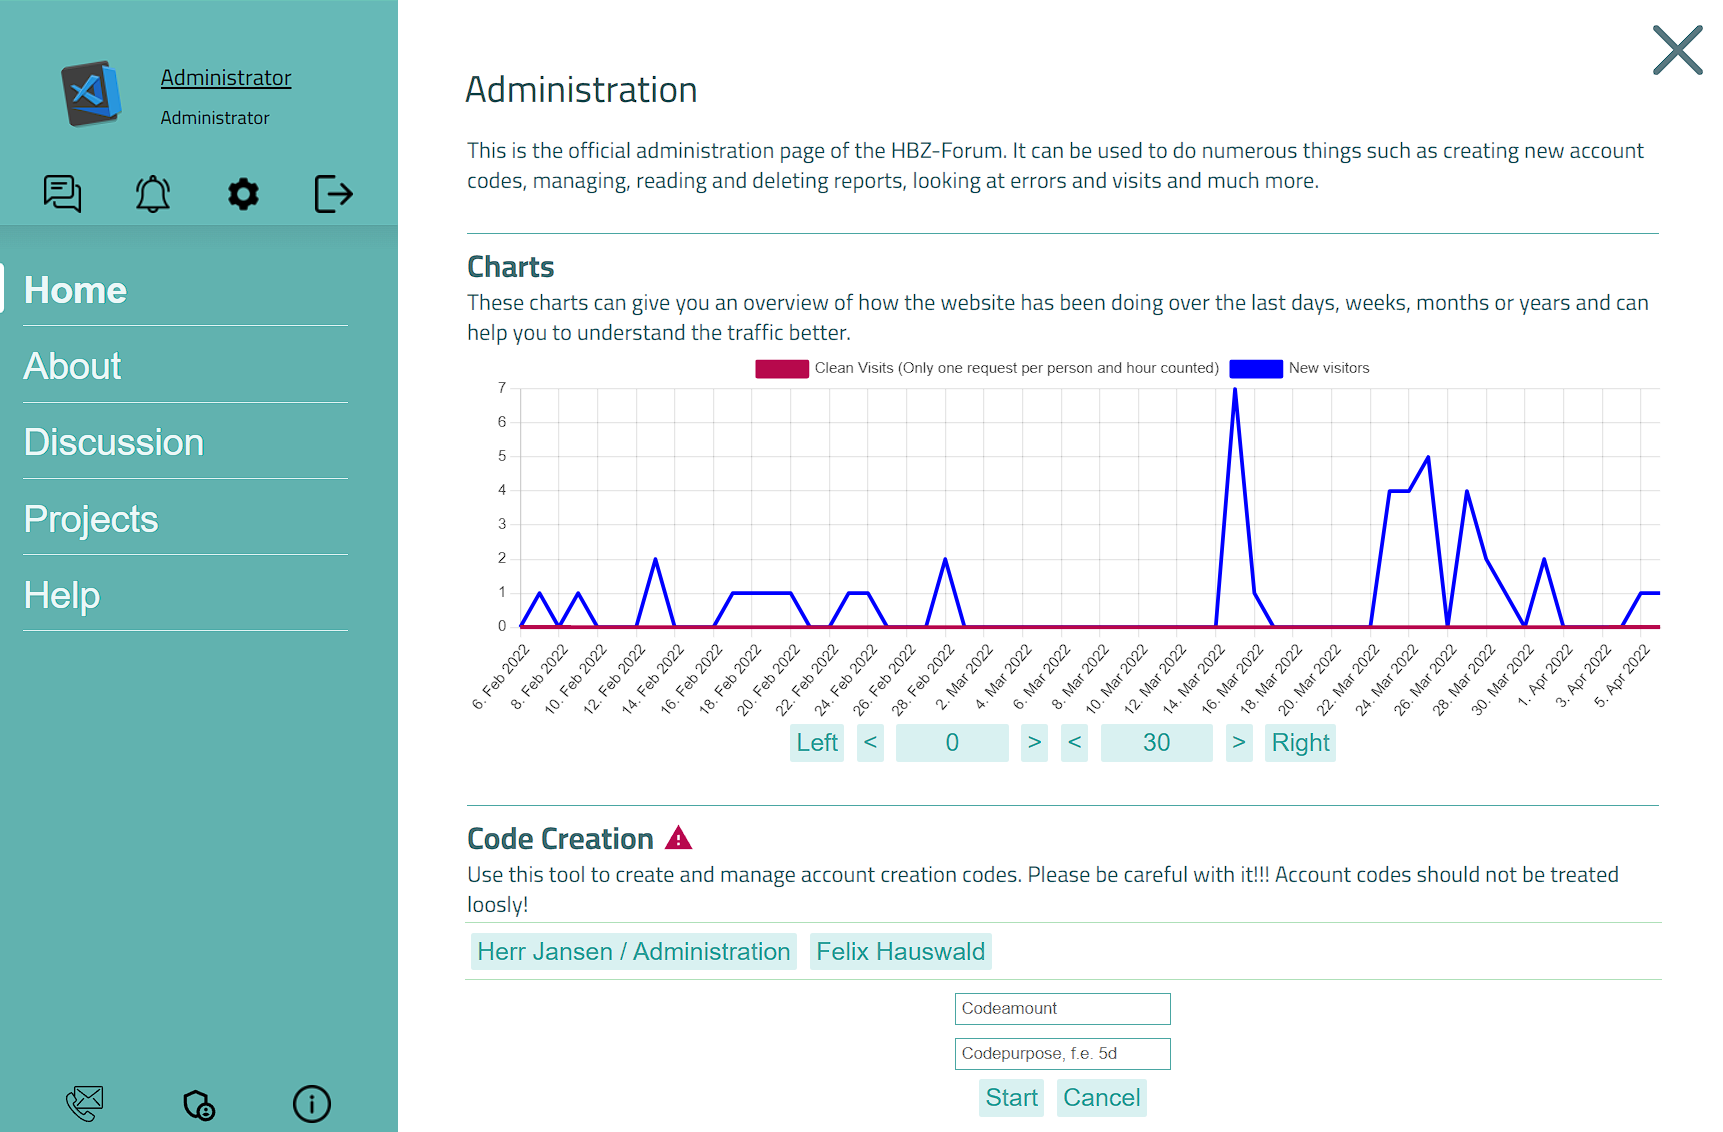 Administrator
Administrator
Home
About
Discussion
Projects
Help
Administration
This is the official administration page of the HBZ-Forum. It can be used to do numerous things such as creating new account
codes, managing, reading and deleting reports, looking at errors and visits and much more.
Charts
These charts can give you an overview of how the website has been doing over the last days, weeks, months or years and can
help you to understand the traffic better.
Clean Visits (Only one request per person and hour counted) New visitors
7
6
5
4
3
2
1
0
6. Feb 2022
8. Feb 2022
10. Feb 2022
12. Feb 2022
14. Feb 2022
16. Feb 2022
18. Feb 2022
20. Feb 2022
22. Feb 2022
24. Feb 2022
26. Feb 2022
28. Feb 2022
2. Mar 2022
4. Mar 2022
6. Mar 2022
8. Mar 2022
10. Mar 2022
12. Mar 2022
14. Mar 2022
16. Mar 2022
18. Mar 2022
20. Mar 2022
22. Mar 2022
24. Mar 2022
26. Mar 2022
28. Mar 2022
30. Mar 2022
1. Apr 2022
3. Apr 2022
5. Apr 2022
Left < 0 > < 30 > Right
Code Creation
Use this tool to create and manage account creation codes. Please be careful with it!!! Account codes should not be treated
loosly!
Herr Jansen / Administration Felix Hauswald
Codeamount
Codepurpose, f.e. 5d
Start Cancel